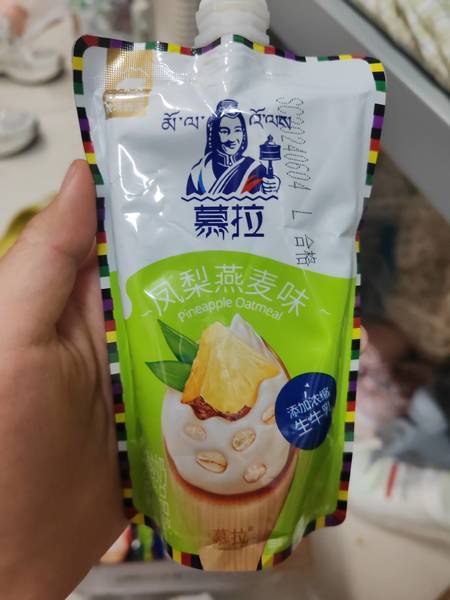 慕拉
SC20240604 L 合格
凤梨燕麦味
Pineapple Oatmeal
添加浓缩
生牛乳
慕拉